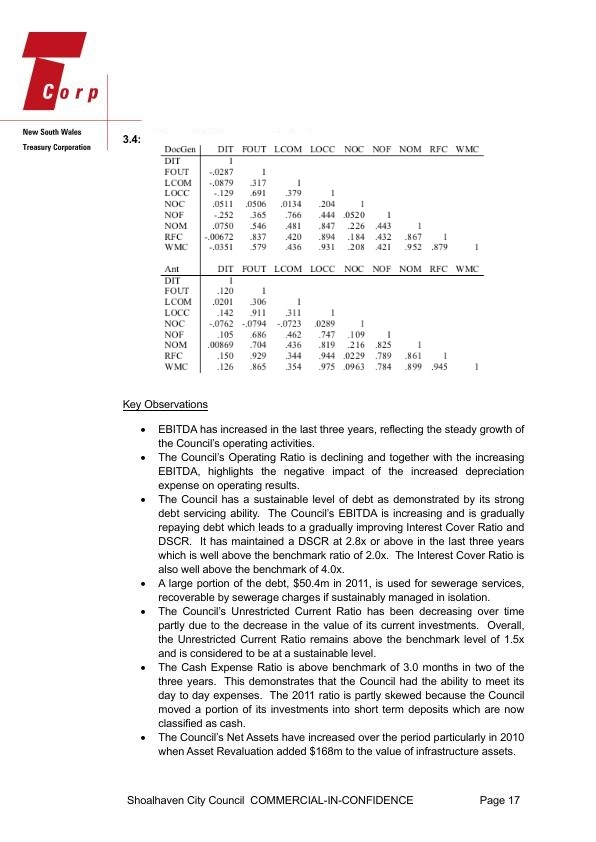 T
Corp
New South Wales
Treasury Corporation
3.4:
DocGen DIT FOUT LCOM LOCC NOC NOF NOM RFC WMC
DIT 1
FOUT -.0287 1
LCOM -.0879 .317 1
LOCC -.129 .691 .379 1
NOC .0511 .0506 .0134 .204 1
NOF -.252 .365 .766 .444 .0520 1
NOM .0750 .546 .481 .847 .226 .443 1
RFC -.00672 .837 .420 .894 .184 .432 .867 1
WMC -.0351 .579 .436 .931 .208 .421 .952 .879 1
Ant DIT FOUT LCOM LOCC NOC NOF NOM RFC WMC
DIT 1
FOUT .120 1
LCOM .0201 .306 1
LOCC .142 .911 .311 1
NOC -.0762 -.0794 -.0723 .0289 1
NOF .105 .686 .462 .747 .109 1
NOM .00869 .704 .436 .819 .216 .825 1
RFC .150 .929 .344 .944 .0229 .789 .861 1
WMC .126 .865 .354 .975 .0963 .784 .899 .945 1
Key Observations
• EBITDA has increased in the last three years, reflecting the steady growth of
the Council's operating activities.
• The Council's Operating Ratio is declining and together with the increasing
EBITDA, highlights the negative impact of the increased depreciation
expense on operating results.
• The Council has a sustainable level of debt as demonstrated by its strong
debt servicing ability. The Council's EBITDA is increasing and is gradually
repaying debt which leads to a gradually improving Interest Cover Ratio and
DSCR. It has maintained a DSCR at 2.8x or above in the last three years
which is well above the benchmark ratio of 2.0x. The Interest Cover Ratio is
also well above the benchmark of 4.0x.
• A large portion of the debt, $50.4m in 2011, is used for sewerage services,
recoverable by sewerage charges if sustainably managed in isolation.
• The Council's Unrestricted Current Ratio has been decreasing over time
partly due to the decrease in the value of its current investments. Overall,
the Unrestricted Current Ratio remains above the benchmark level of 1.5x
and is considered to be at a sustainable level.
• The Cash Expense Ratio is above benchmark of 3.0 months in two of the
three years. This demonstrates that the Council had the ability to meet its
day to day expenses. The 2011 ratio is partly skewed because the Council
moved a portion of its investments into short term deposits which are now
classified as cash.
• The Council's Net Assets have increased over the period particularly in 2010
when Asset Revaluation added $168m to the value of infrastructure assets.
Shoalhaven City Council COMMERCIAL-IN-CONFIDENCE Page 17